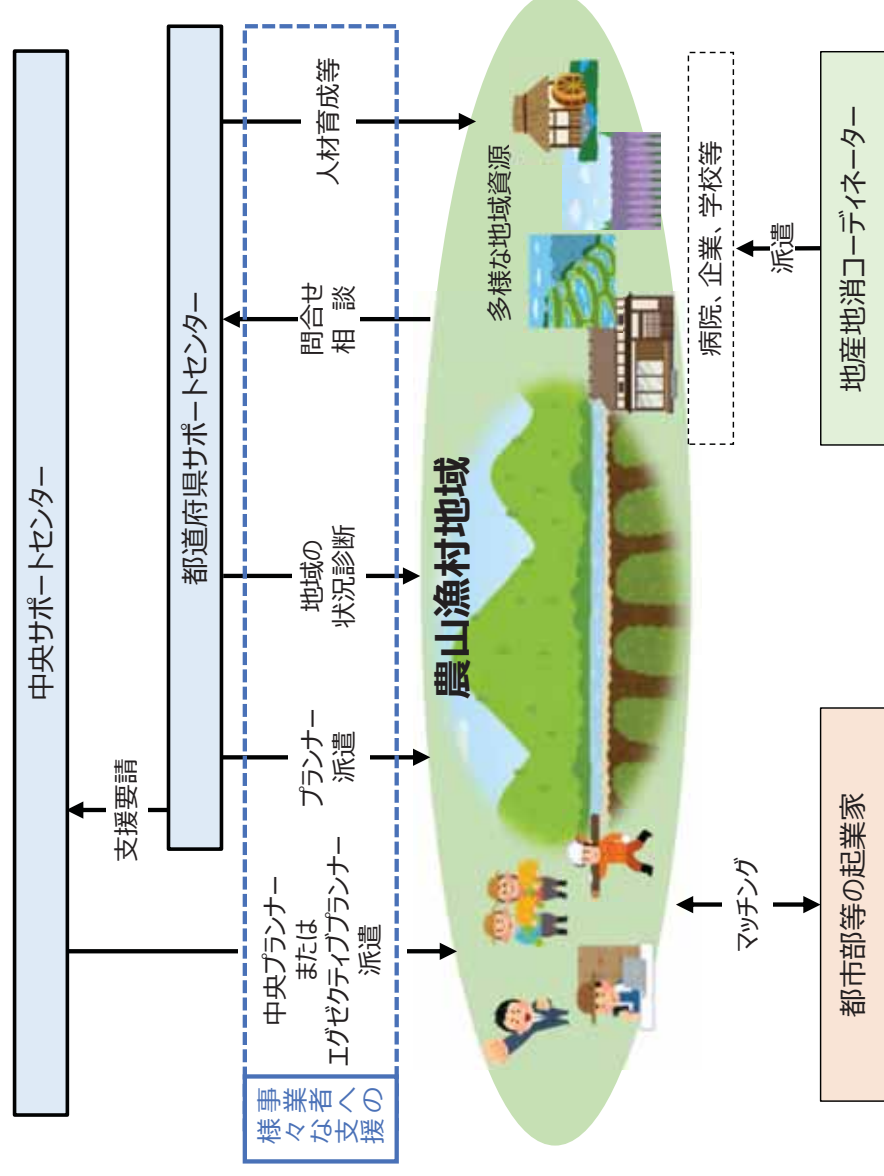 中央サポートセンター
支援要請
都道府県サポートセンター
事業者への
様々な支援
中央プランナー
または
エグゼクティブプランナー
派遣
プランナー
派遣
地域の
状況診断
問合せ
相談
人材育成等
農山漁村地域
多様な地域資源
マッチング
病院、企業、学校等
派遣
都市部等の起業家
地産地消コーディネーター